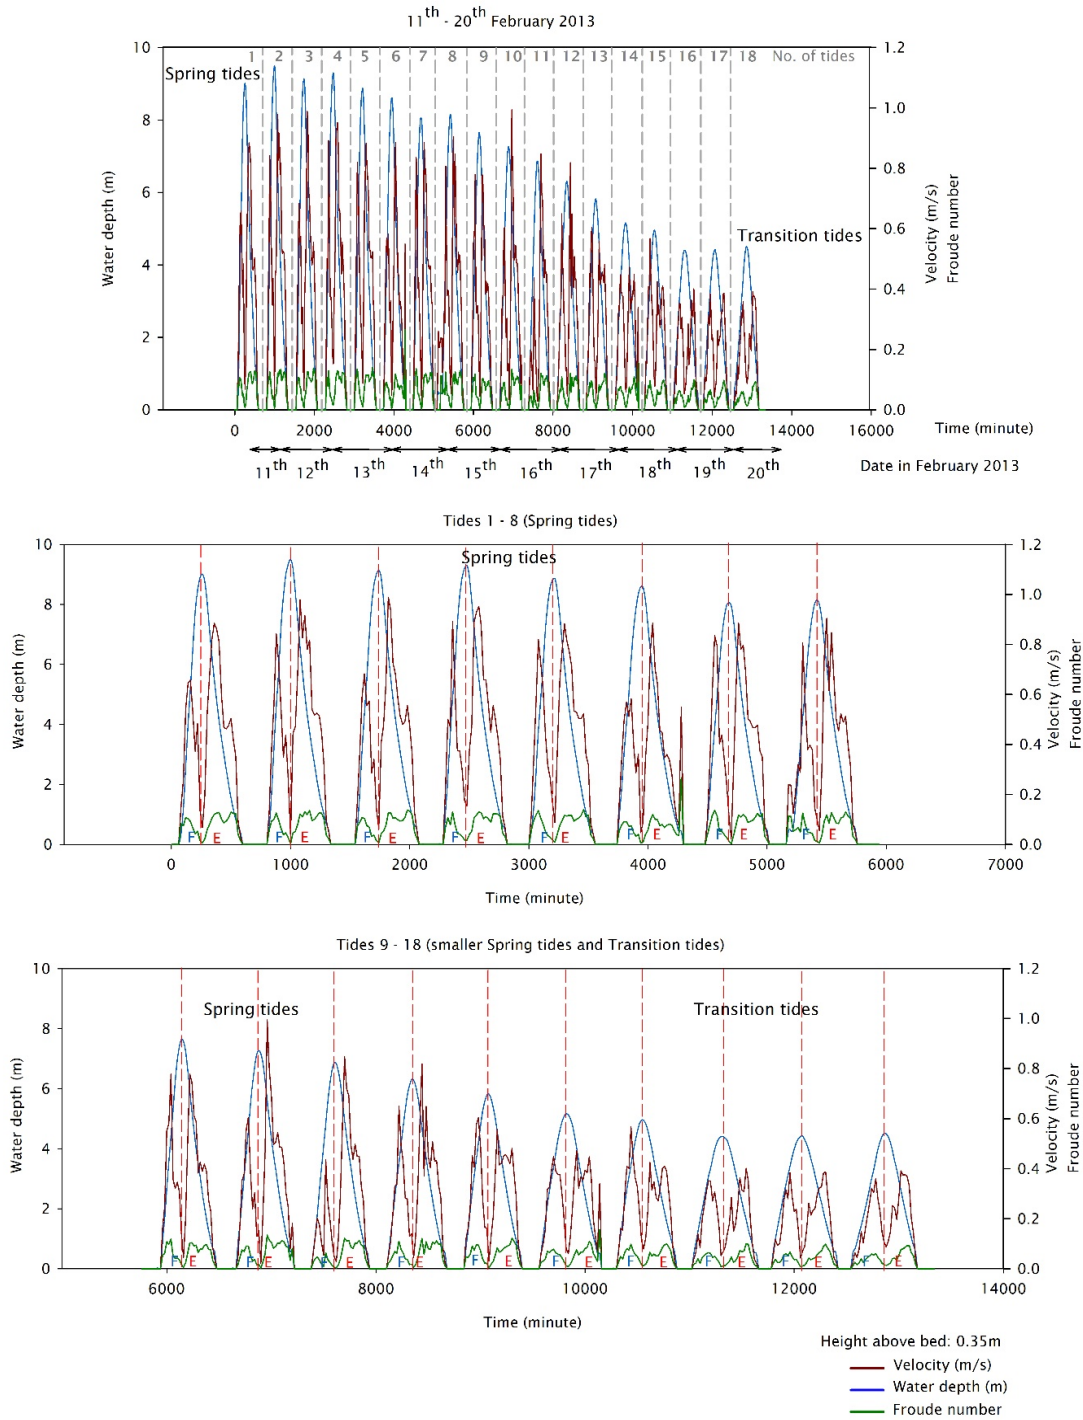 11th - 20th February 2013
10 1 2 3 4 5 6 7 8 9 10 11 12 13 14 15 16 17 18 No. of tides 1.2
Spring tides
8 1.0
6 0.8
Transition tides 0.6
4 0.4
2 0.2
0 0.0
Water depth (m)
Velocity (m/s)
Froude number
0 2000 4000 6000 8000 10000 12000 14000 16000 Time (minute)
11th 12th 13th 14th 15th 16th 17th 18th 19th 20th Date in February 2013
Tides 1 - 8 (Spring tides)
10 1.2
Spring tides
8 1.0
0.8
6 0.6
4 0.4
2 0.2
F E F E F E F E F E F E F E F E
0 0.0
Water depth (m)
Velocity (m/s)
Froude number
0 1000 2000 3000 4000 5000 6000 7000
Time (minute)
Tides 9 - 18 (smaller Spring tides and Transition tides)
10 1.2
Spring tides Transition tides
8 1.0
0.8
6 0.6
4 0.4
2 0.2
F E F E F E F E F E F E F E F E F E F E
0 0.0
Water depth (m)
Velocity (m/s)
Froude number
6000 8000 10000 12000 14000
Time (minute)
Height above bed: 0.35m
Velocity (m/s)
Water depth (m)
Froude number